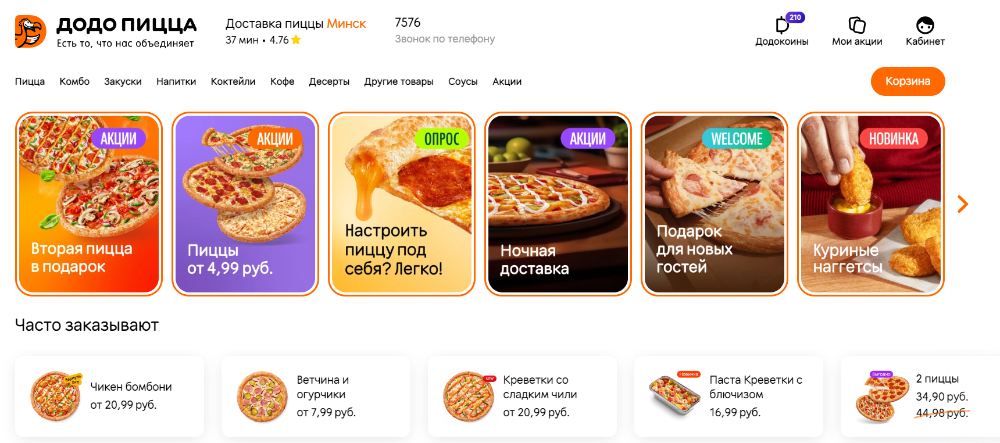 ДОДО ПИЦЦА
Есть то, что нас объединяет
Доставка пиццы Минск
37 мин • 4.76
7576
Звонок по телефону
210
Додокоины
Мои акции
Кабинет
Пицца Комбо Закуски Напитки Коктейли Кофе Десерты Другие товары Соусы Акции
Корзина
АКЦИИ
Вторая пицца
в подарок
АКЦИИ
Пиццы
от 4,99 руб.
ОПРОС
Настроить
пиццу под
себя? Легко!
АКЦИИ
Ночная
доставка
WELCOME
Подарок
для новых
гостей
НОВИНКА
Куриные
наггетсы
Часто заказывают
Вернули
хит!
Чикен бомбони
от 20,99 руб.
Ветчина и
огурчики
от 7,99 руб.
NEW
Креветки со
сладким чили
от 20,99 руб.
Новинка
Паста Креветки с
блючизом
16,99 руб.
Выгодно
2 пиццы
34,90 руб.
44,98 руб.